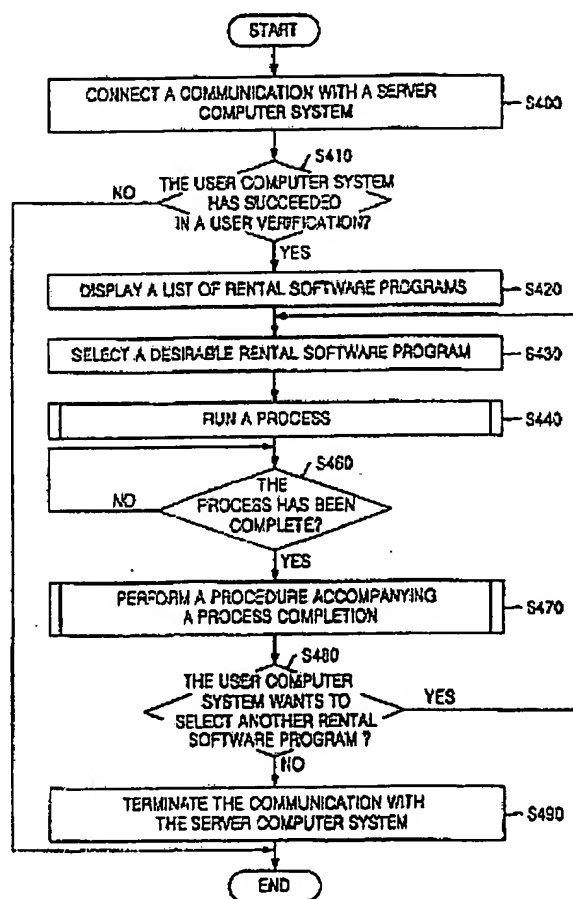 START
CONNECT A COMMUNICATION WITH A SERVER
COMPUTER SYSTEM
S400
S410
NO
THE USER COMPUTER SYSTEM
HAS SUCCEEDED
IN A USER VERIFICATION?
YES
DISPLAY A LIST OF RENTAL SOFTWARE PROGRAMS
S420
SELECT A DESIRABLE RENTAL SOFTWARE PROGRAM
S430
RUN A PROCESS
S440
S460
NO
THE
PROCESS HAS BEEN
COMPLETE?
YES
PERFORM A PROCEDURE ACCOMPANYING
A PROCESS COMPLETION
S470
S480
THE USER COMPUTER
SYSTEM WANTS TO
SELECT ANOTHER RENTAL
SOFTWARE PROGRAM ?
YES
NO
TERMINATE THE COMMUNICATION WITH
THE SERVER COMPUTER SYSTEM
S490
END